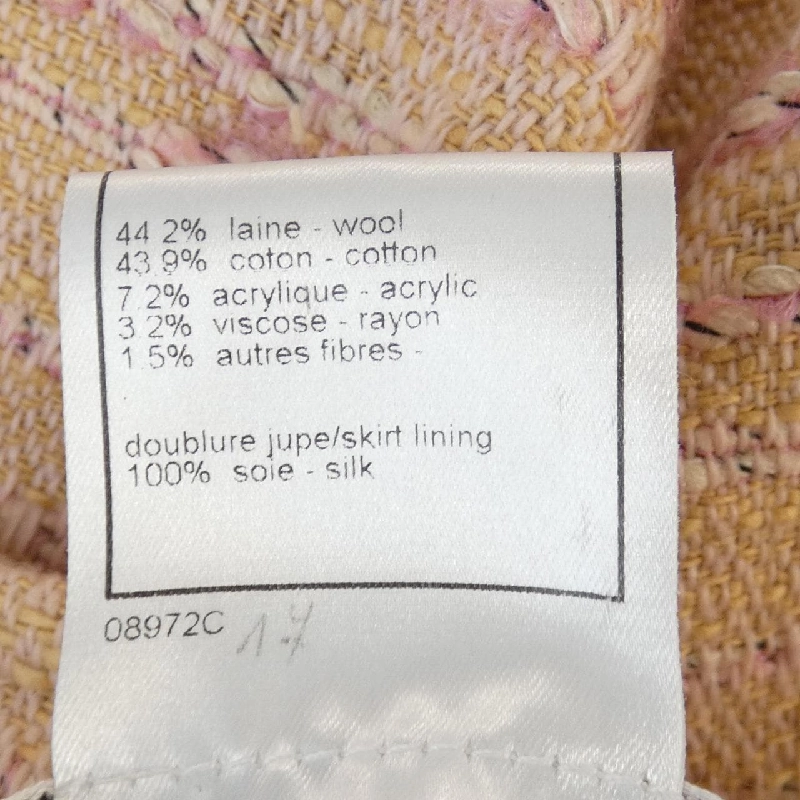 44.2% laine - wool
43.9% coton - cotton
7.2% acrylique - acrylic
3.2% viscose - rayon
1.5% autres fibres -
doublure jupe/skirt lining
100% soie - silk
08972C